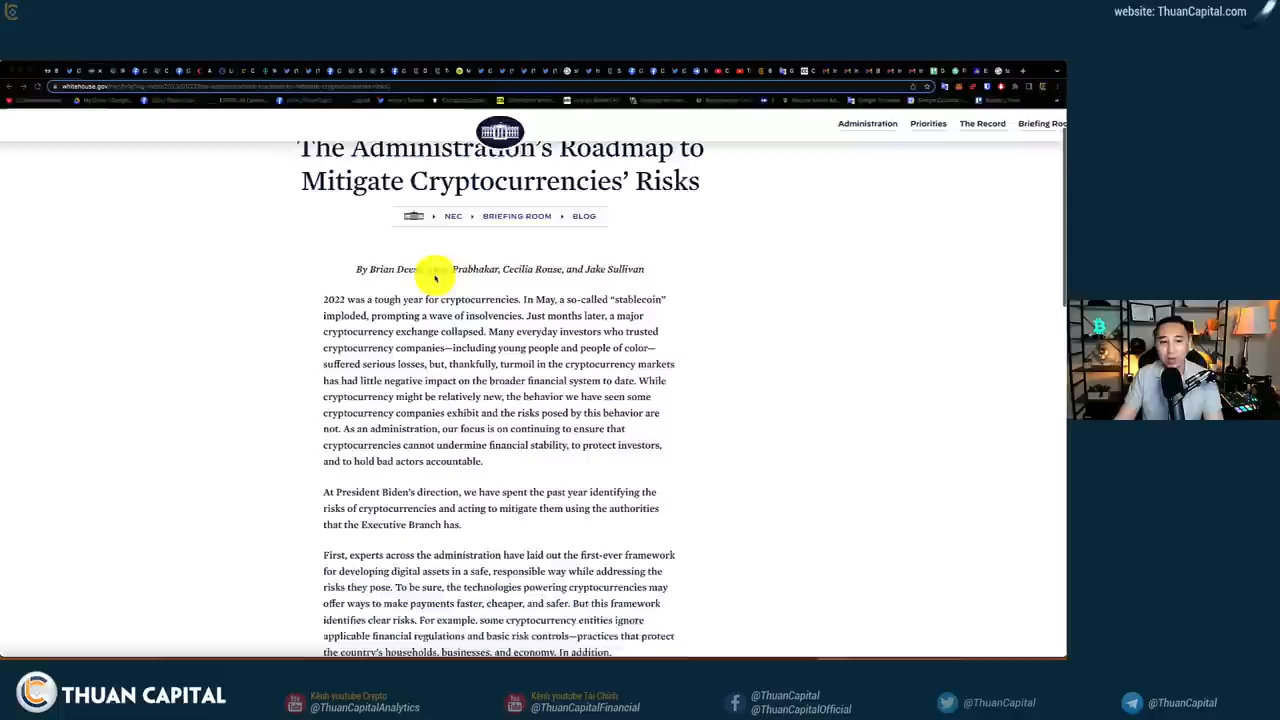 website: ThuanCapital.com
whitehouse.gov
Administration Priorities The Record Briefing Roo
The Administration's Roadmap to
Mitigate Cryptocurrencies' Risks
NEC BRIEFING ROOM BLOG
By Brian Deese, Prabhakar, Cecilia Rouse, and Jake Sullivan
2022 was a tough year for cryptocurrencies. In May, a so-called “stablecoin”
imploded, prompting a wave of insolvencies. Just months later, a major
cryptocurrency exchange collapsed. Many everyday investors who trusted
cryptocurrency companies—including young people and people of color—
suffered serious losses, but, thankfully, turmoil in the cryptocurrency markets
has had little negative impact on the broader financial system to date. While
cryptocurrency might be relatively new, the behavior we have seen some
cryptocurrency companies exhibit and the risks posed by this behavior are
not. As an administration, our focus is on continuing to ensure that
cryptocurrencies cannot undermine financial stability, to protect investors,
and to hold bad actors accountable.
At President Biden's direction, we have spent the past year identifying the
risks of cryptocurrencies and acting to mitigate them using the authorities
that the Executive Branch has.
First, experts across the administration have laid out the first-ever framework
for developing digital assets in a safe, responsible way while addressing the
risks they pose. To be sure, the technologies powering cryptocurrencies may
offer ways to make payments faster, cheaper, and safer. But this framework
identifies clear risks. For example, some cryptocurrency entities ignore
applicable financial regulations and basic risk controls—practices that protect
the country's households, businesses, and economy. In addition,
THUAN CAPITAL
Kênh youtube Crypto
@ThuanCapitalAnalytics
Kênh youtube Tài Chính
@ThuanCapitalFinancial
@ThuanCapital
@ThuanCapitalOfficial
@ThuanCapital
@ThuanCapital